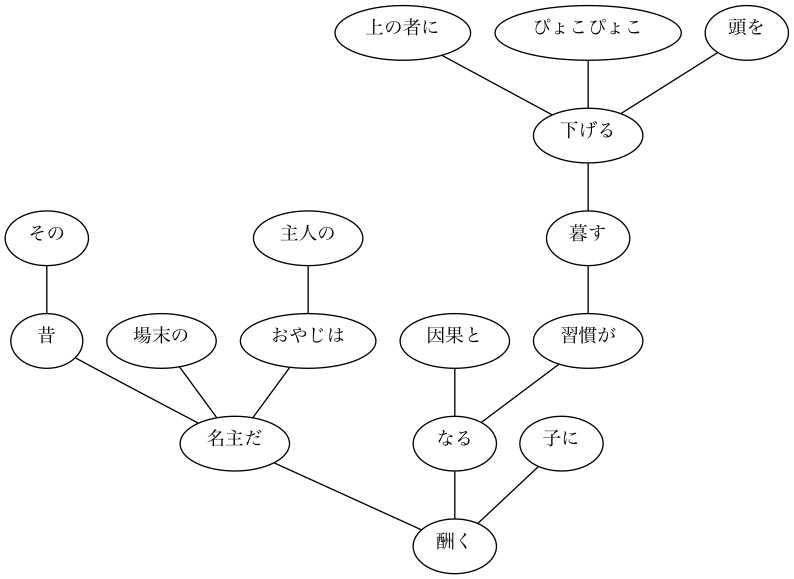 上の者に
ぴょこぴょこ
頭を
下げる
その
主人の
暮す
昔
場末の
おやじは
因果と
習慣が
名主だ
なる
子に
酬く